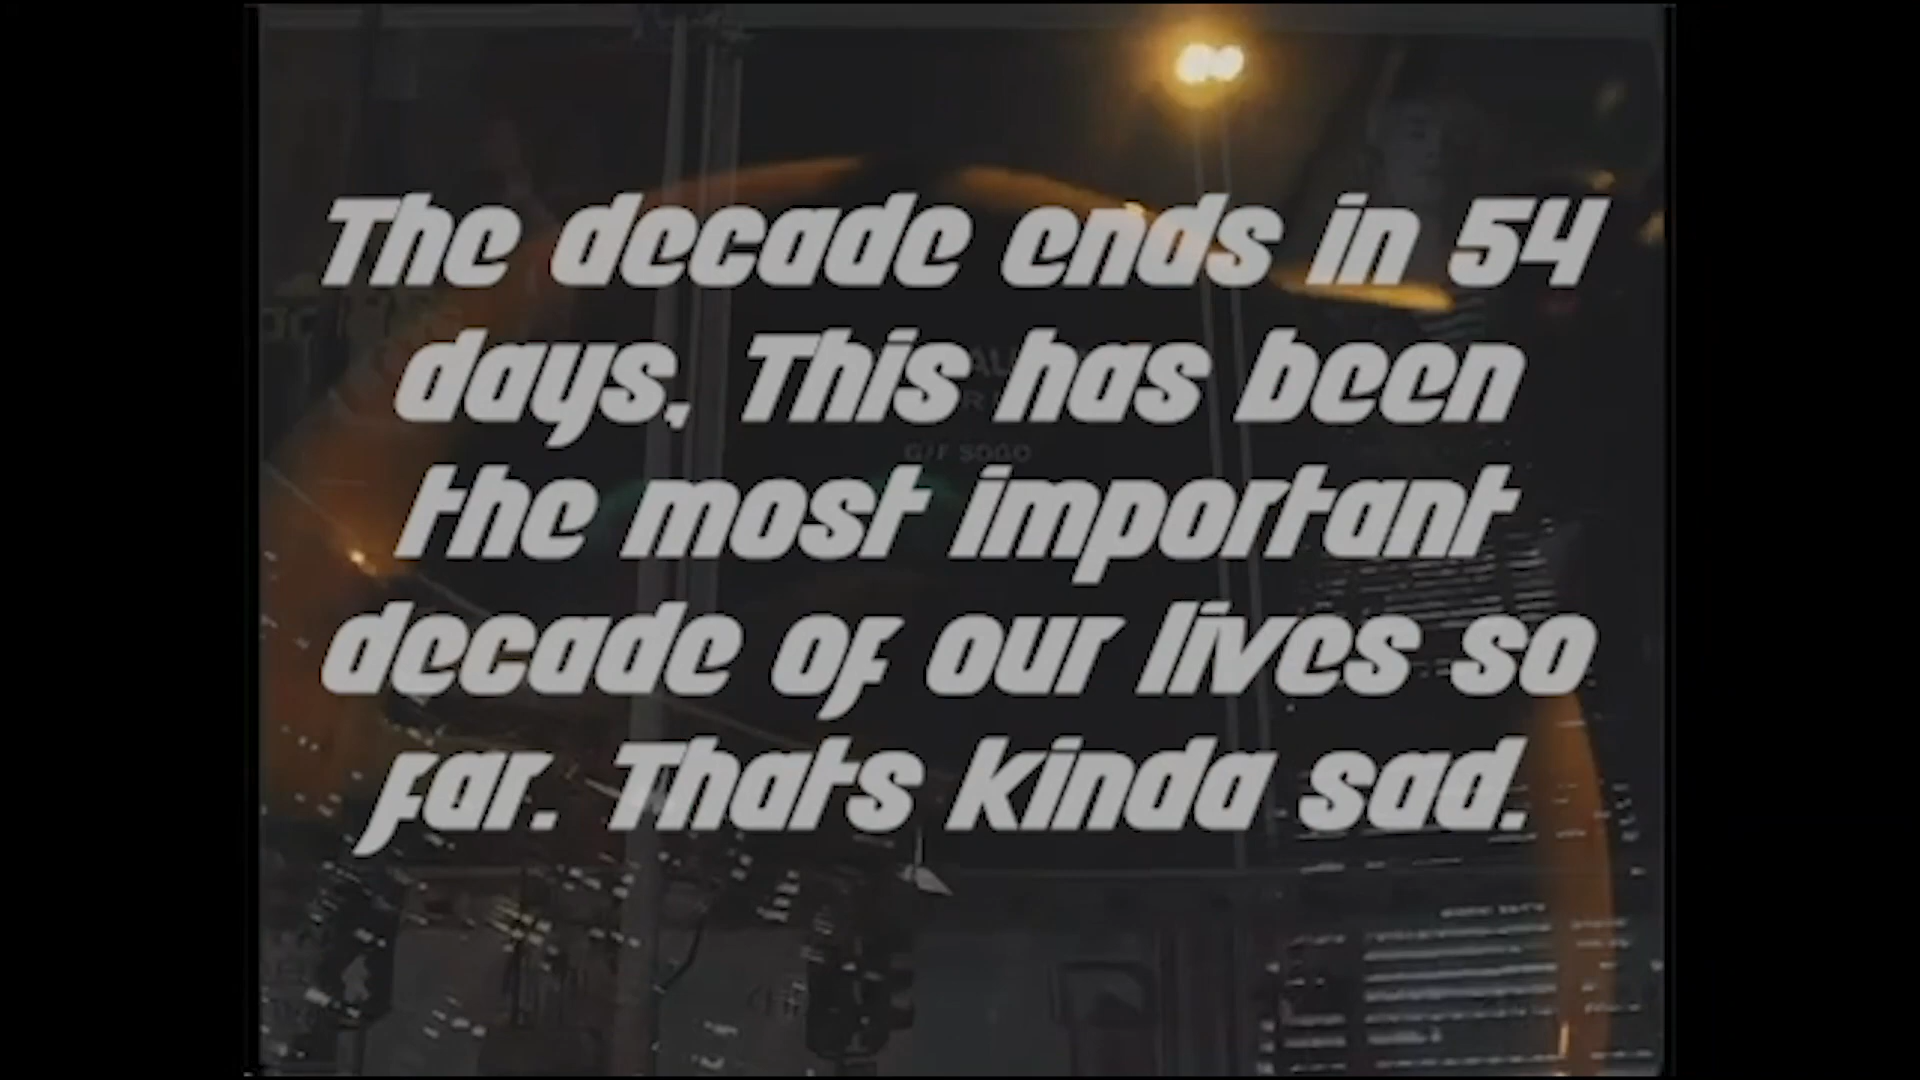 The decade ends in 54
days, This has been
the most important
decade of our lives so
far. Thats kinda sad.
G/F SOGO